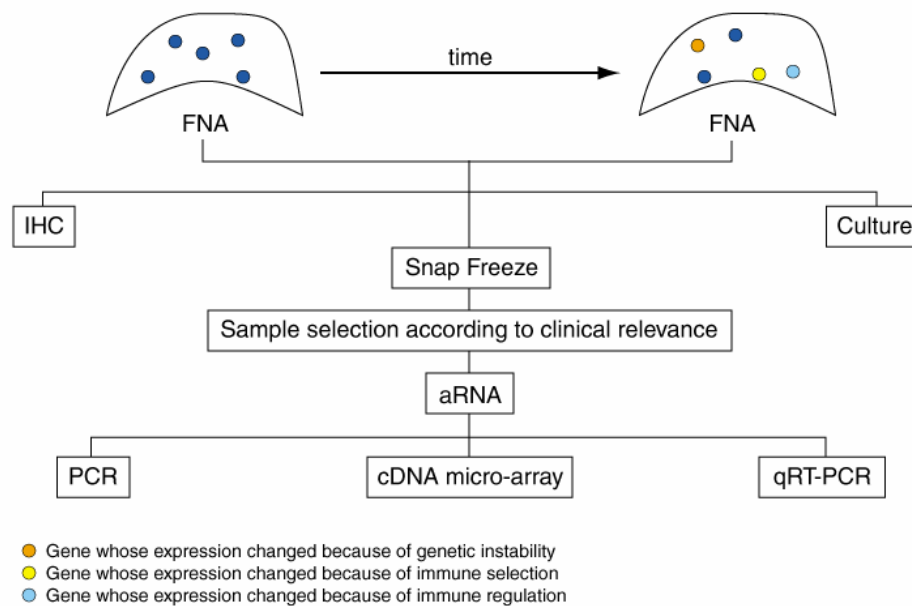 time
FNA
FNA
IHC
Culture
Snap Freeze
Sample selection according to clinical relevance
aRNA
PCR
cDNA micro-array
qRT-PCR
Gene whose expression changed because of genetic instability
Gene whose expression changed because of immune selection
Gene whose expression changed because of immune regulation